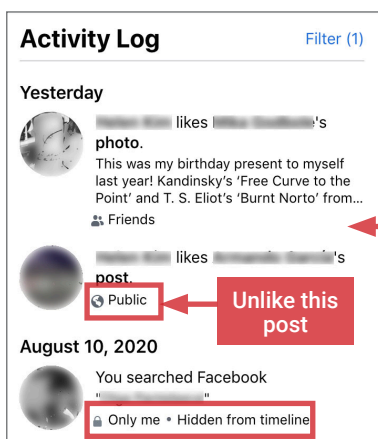 Activity Log
Filter (1)
Yesterday
likes 's
photo.
This was my birthday present to myself
last year! Kandinsky's ‘Free Curve to the
Point’ and T. S. Eliot's ‘Burnt Norto’ from...
Friends
likes 's
post.
Public
Unlike this
post
August 10, 2020
You searched Facebook
"
Only me • Hidden from timeline